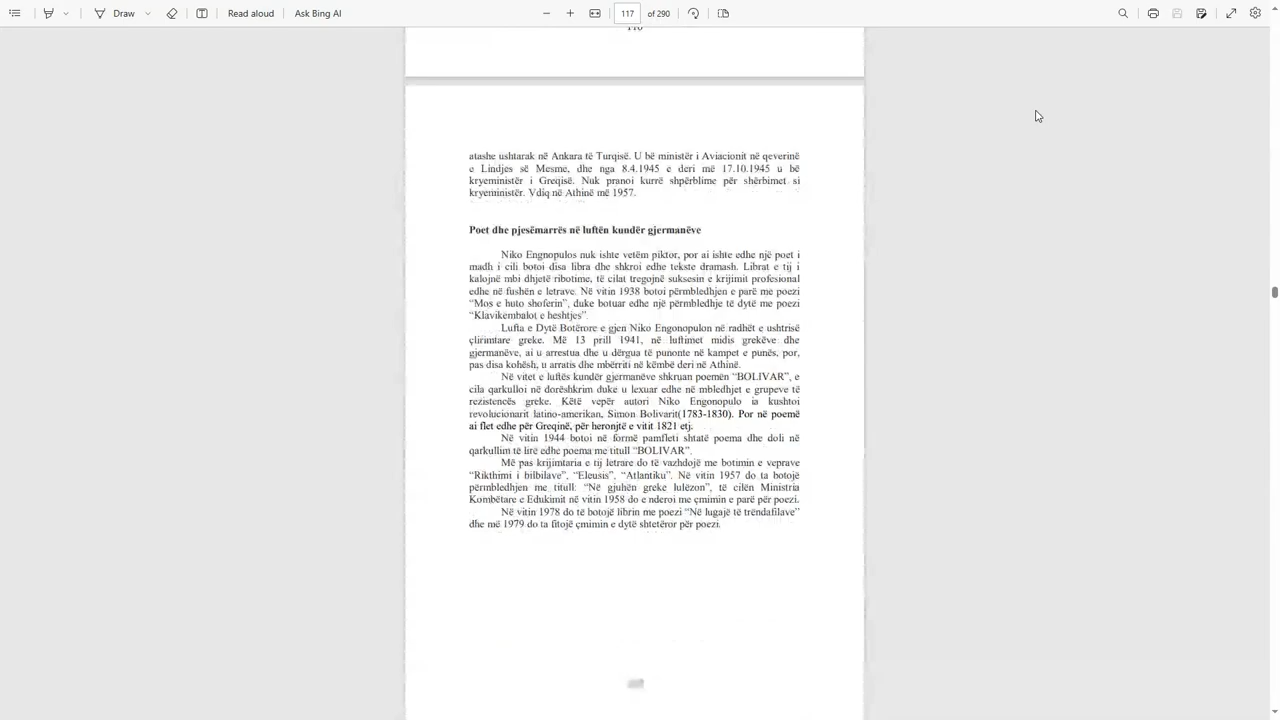 Draw
Read aloud
Ask Bing AI
117
of 290
116
atashe ushtarak në Ankara të Turqisë. U bë ministër i Aviacionit në qeverinë
e Lindjes së Mesme, dhe nga 8.4.1945 e deri më 17.10.1945 u bë
kryeministër i Greqisë. Nuk pranoi kurrë shpërblime për shërbimet si
kryeministër. Vdiq në Athinë më 1957.
Poet dhe pjesëmarrës në luftën kundër gjermanëve
Niko Engnopulos nuk ishte vetëm piktor, por ai ishte edhe një poet i
madh i cili botoi disa libra dhe shkroi edhe tekste dramash. Librat e tij i
kalojnë mbi dhjetë ribotime, të cilat tregojnë suksesin e krijimit profesional
edhe në fushën e letrave. Në vitin 1938 botoi përmbledhjen e parë me poezi
“Mos e huto shoferin”, duke botuar edhe një përmbledhje të dytë me poezi
“Klavikembalot e heshtjes”.
Lufta e Dytë Botërore e gjen Niko Engonopulon në radhët e ushtrisë
çlirimtare greke. Më 13 prill 1941, në luftimet midis grekëve dhe
gjermanëve, ai u arrestua dhe u dërgua të punonte në kampet e punës, por,
pas disa kohësh, u arratis dhe mbërriti në këmbë deri në Athinë.
Në vitet e luftës kundër gjermanëve shkruan poemën “BOLIVAR”, e
cila qarkulloi në dorëshkrim duke u lexuar edhe në mbledhjet e grupeve të
rezistencës greke. Këtë vepër autori Niko Engonopulo ia kushtoi
revolucionarit latino-amerikan, Simon Bolivarit(1783-1830). Por në poemë
ai flet edhe për Greqinë, për heronjtë e vitit 1821 etj.
Në vitin 1944 botoi në formë pamfleti shtatë poema dhe doli në
qarkullim të lirë edhe poema me titull “BOLIVAR”.
Më pas krijimtaria e tij letrare do të vazhdojë me botimin e veprave
“Rikthimi i bilbilave”, “Eleusis”, “Atlantiku”. Në vitin 1957 do ta botojë
përmbledhjen me titull: “Në gjuhën greke lulëzon”, të cilën Ministria
Kombëtare e Edukimit në vitin 1958 do e nderoi me çmimin e parë për poezi.
Në vitin 1978 do të botojë librin me poezi “Në lugajë të trëndafilave”
dhe më 1979 do ta fitojë çmimin e dytë shtetëror për poezi.